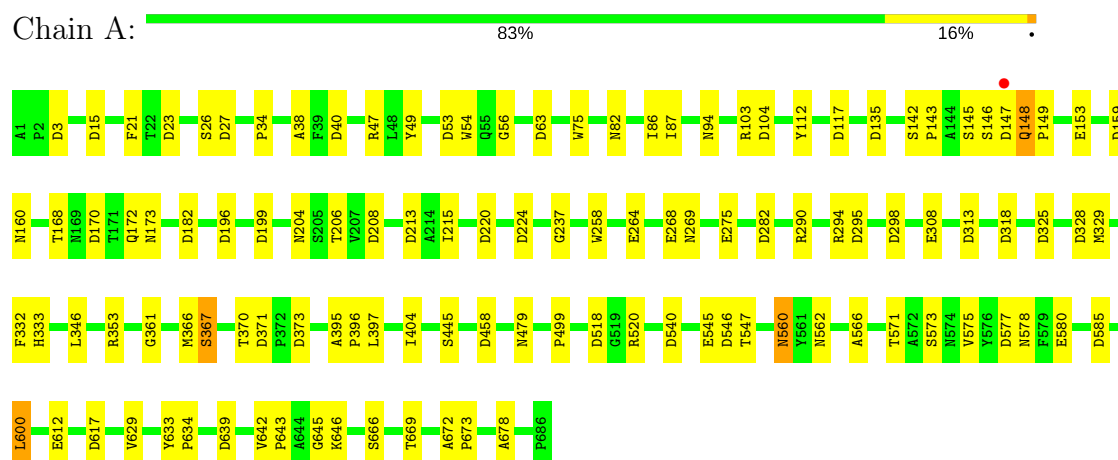 Chain A:
83% 16% •
A1 P2 D3 D15 F21 T22 D23 S26 D27 P34 A38 F39 D40 R47 L48 Y49 D53 W54 Q55 G56 D63 W75 N82 I86 I87 N94 R103 D104 Y112 D117 D135 S142 P143 A144 S145 S146 D147 Q148 P149 E153 D159
N160 T168 N169 D170 T171 Q172 N173 D182 D196 D199 N204 S205 T206 V207 D208 D213 A214 I215 D220 D224 G237 W258 E264 E268 N269 E275 D282 R290 R294 D295 D298 E308 D313 D318 D325 D328 M329
F332 H333 L346 R353 G361 M366 S367 T370 D371 P372 D373 A395 P396 L397 I404 S445 D458 N479 P499 D518 G519 R520 D540 E545 D546 T547 N560 Y561 N562 A566 T571 A572 S573 N574 V575 Y576 D577 N578 F579 E580 D585
L600 E612 D617 V629 Y633 P634 D639 V642 P643 A644 G645 K646 S666 T669 A672 P673 A678 P686